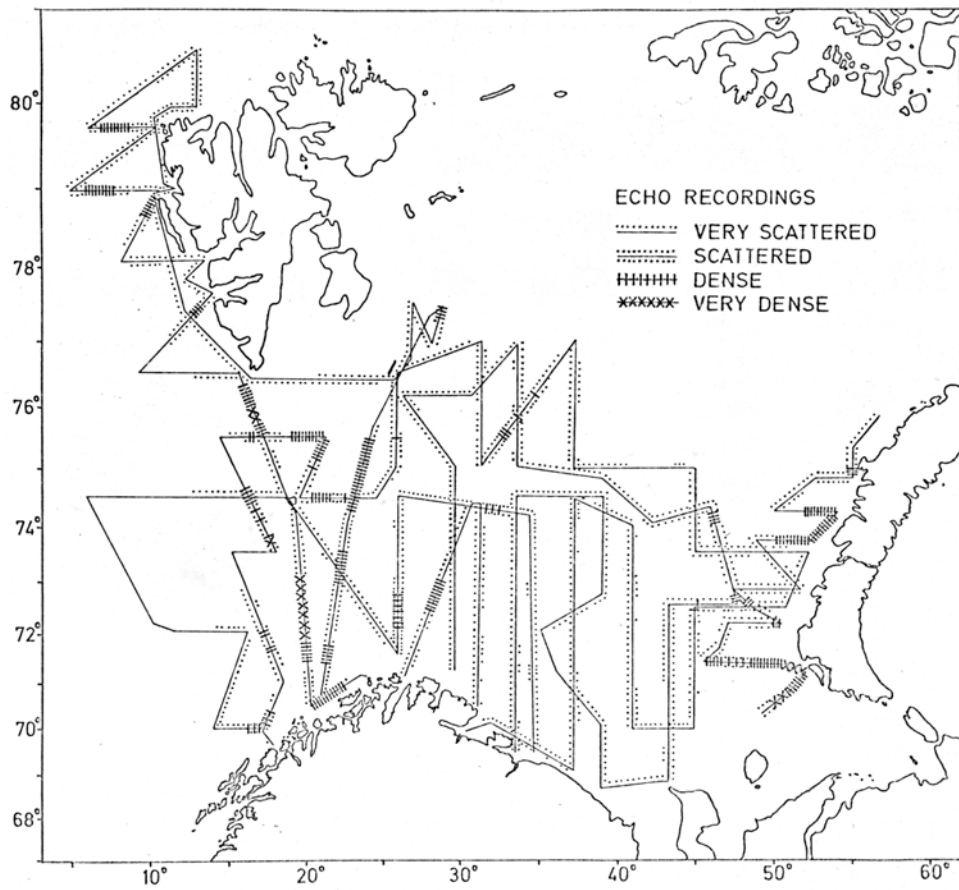 80°
78°
76°
74°
72°
70°
68°
ECHO RECORDINGS
VERY SCATTERED
SCATTERED
DENSE
VERY DENSE
10° 20° 30° 40° 50° 60°